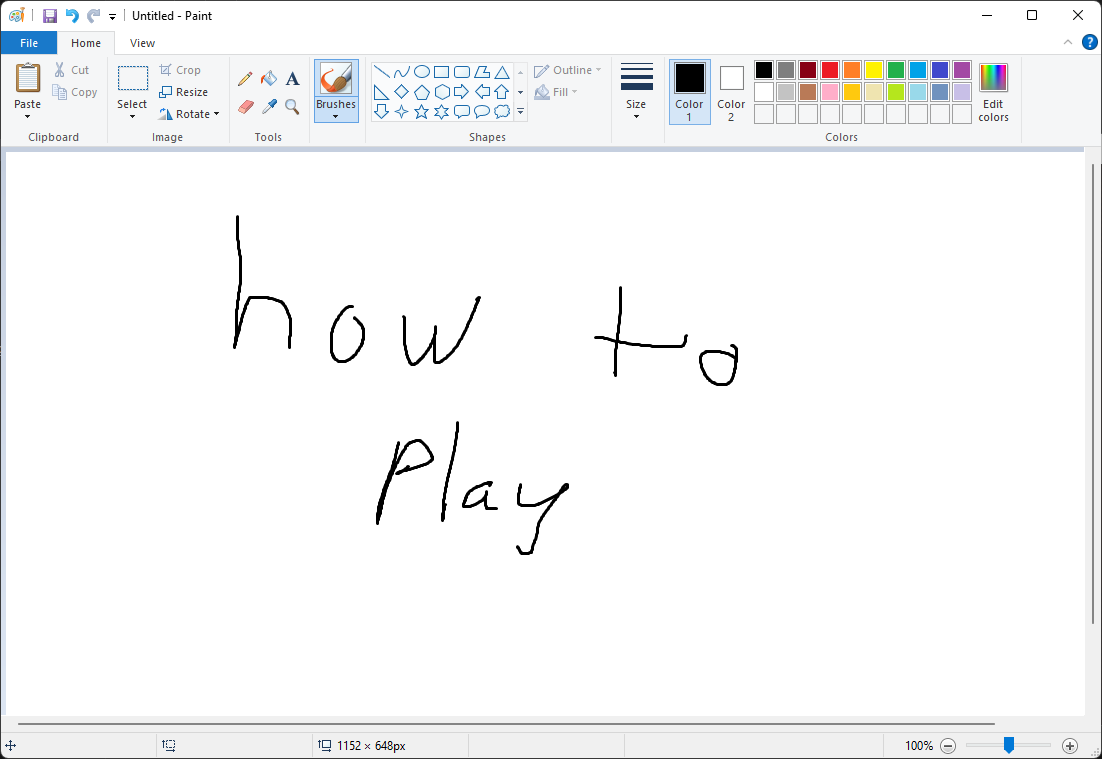 Untitled - Paint
File Home View
Paste
Cut
Copy
Clipboard
Select
Crop
Resize
Rotate
Image
A
Tools
Brushes
Shapes
Outline
Fill
Size
Color 1
Color 2
Edit colors
Colors
how to
Play
1152 × 648px
100%